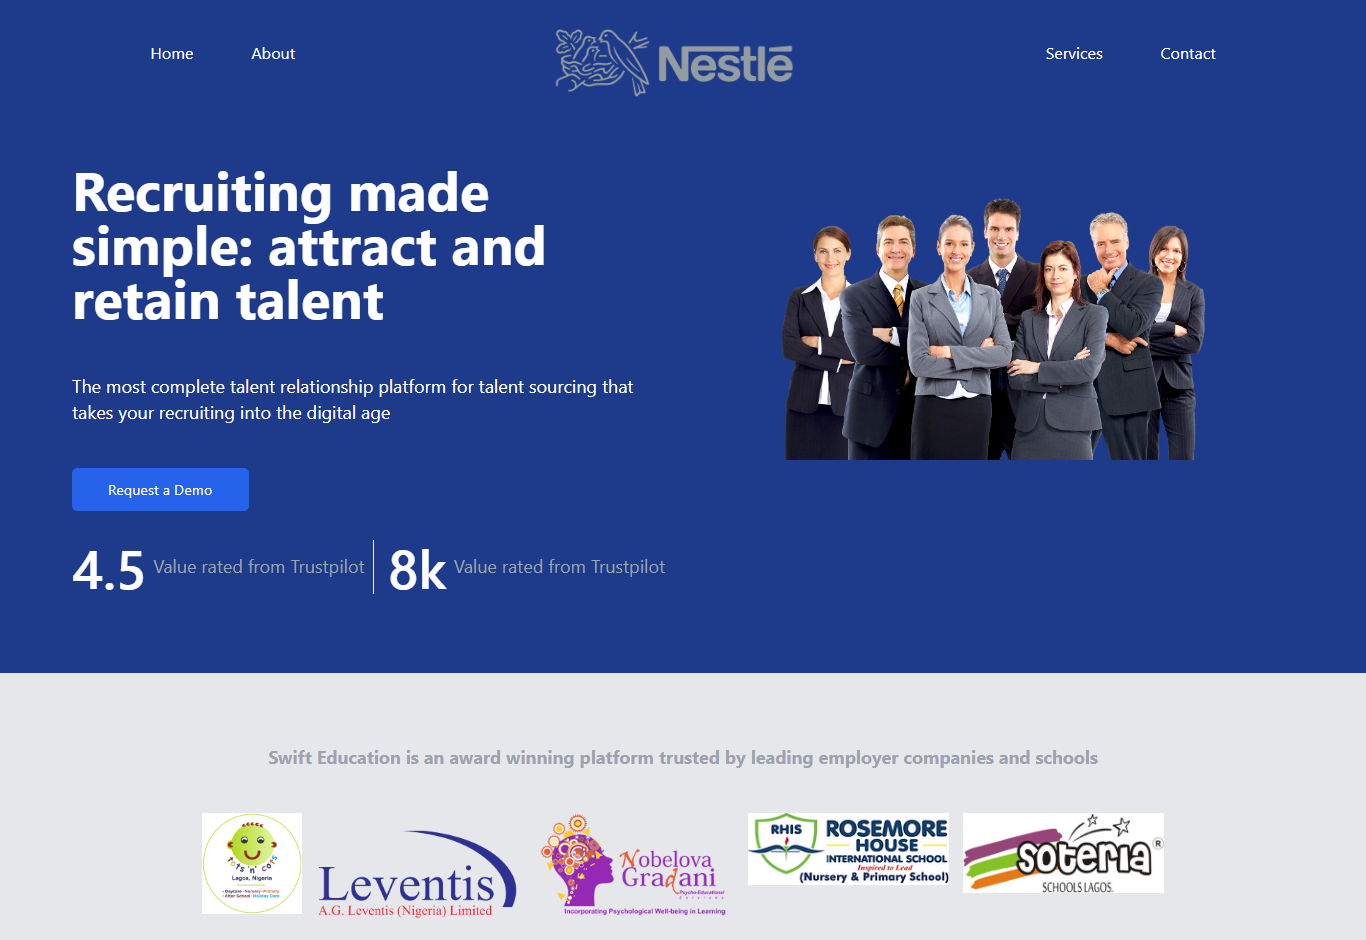 Home
About
Nestlé
Services
Contact
Recruiting made
simple: attract and
retain talent
The most complete talent relationship platform for talent sourcing that
takes your recruiting into the digital age
Request a Demo
4.5 Value rated from Trustpilot
8k Value rated from Trustpilot
Swift Education is an award winning platform trusted by leading employer companies and schools
tots 'n' cots
Lagos, Nigeria
• Daycare • Nursery • Primary
• After School • Holiday Care
Leventis
A.G. Leventis (Nigeria) Limited
Nobelova
Gradani
Psycho-Educational
Services
Incorporating Psychological Well-being in Learning
RHIS
ROSEMORE
HOUSE
INTERNATIONAL SCHOOL
Inspired to Lead
(Nursery & Primary School)
soteria ®
SCHOOLS LAGOS.